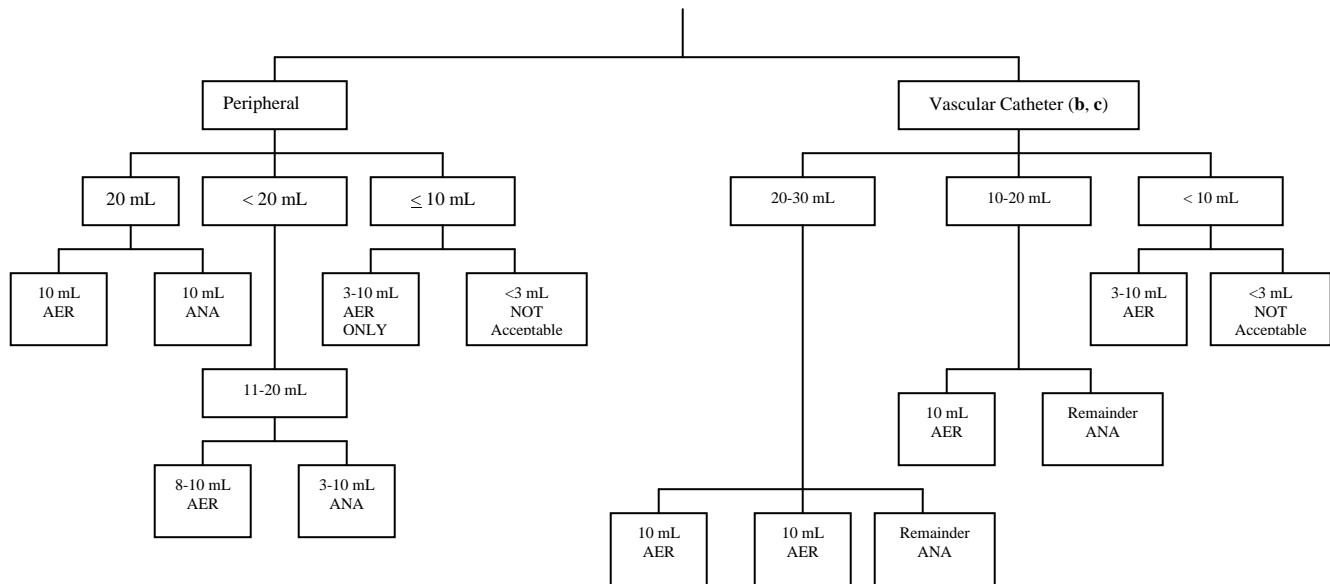 Peripheral
Vascular Catheter (b, c)
20 mL
< 20 mL
≤ 10 mL
20-30 mL
10-20 mL
< 10 mL
10 mL
AER
10 mL
ANA
3-10 mL
AER
ONLY
<3 mL
NOT
Acceptable
3-10 mL
AER
<3 mL
NOT
Acceptable
11-20 mL
10 mL
AER
Remainder
ANA
8-10 mL
AER
3-10 mL
ANA
10 mL
AER
10 mL
AER
Remainder
ANA